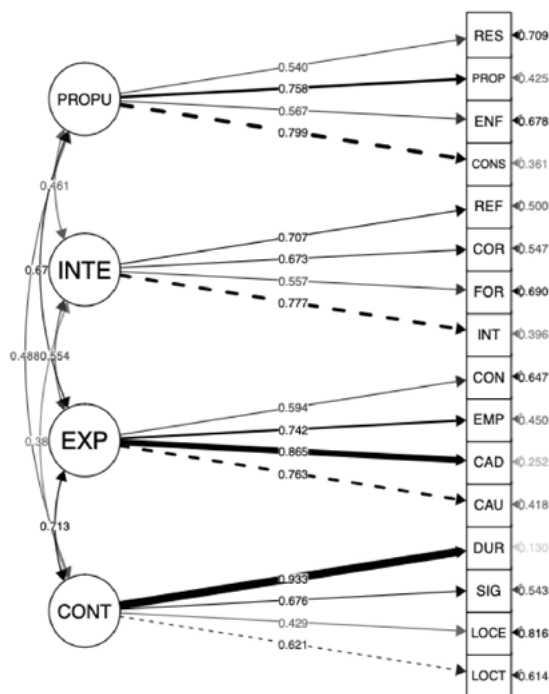 RES 0.709
0.540
PROPU
0.758
PROP 0.425
0.567
ENF 0.678
0.799
CONS 0.361
0.461
REF 0.500
0.707
INTE
0.673
COR 0.547
0.557
FOR 0.690
0.777
INT 0.396
0.67
0.488 0.554
CON 0.647
0.594
EMP 0.450
0.742
EXP
0.865
CAD 0.252
0.763
CAU 0.418
0.38
0.713
DUR 0.130
0.933
CONT
0.676
SIG 0.543
0.429
LOCE 0.816
0.621
LOCT 0.614